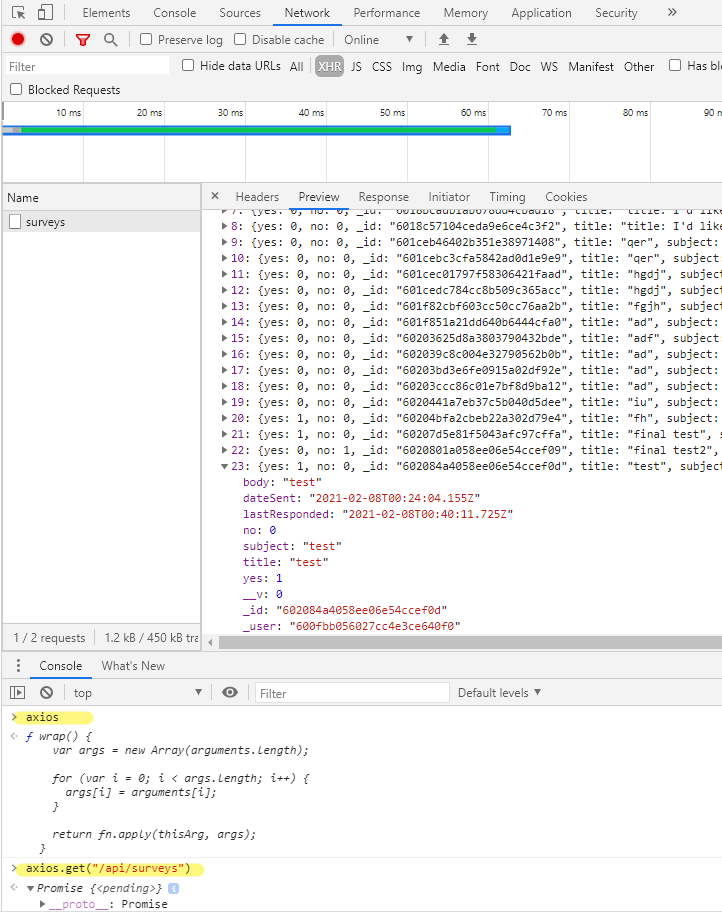 Elements Console Sources Network Performance Memory Application Security »
Preserve log Disable cache Online ▼
Filter Hide data URLs All XHR JS CSS Img Media Font Doc WS Manifest Other Has blo
Blocked Requests
10 ms 20 ms 30 ms 40 ms 50 ms 60 ms 70 ms 80 ms 90 m
Name × Headers Preview Response Initiator Timing Cookies
surveys
▶ 8: {yes: 0, no: 0, _id: "6018c57104ceda9e6ce4c3f2", title: "title: I'd like
▶ 9: {yes: 0, no: 0, _id: "601ceb46402b351e38971408", title: "qer", subject:
▶ 10: {yes: 0, no: 0, _id: "601cebc3cfa5842ad0d1e9e9", title: "qer", subject:
▶ 11: {yes: 0, no: 0, _id: "601cec01797f58306421faad", title: "hgdj", subject
▶ 12: {yes: 0, no: 0, _id: "601cedc784cc8b509c365acc", title: "hgdj", subject
▶ 13: {yes: 0, no: 0, _id: "601f82cbf603cc50cc76aa2b", title: "fgjh", subject
▶ 14: {yes: 0, no: 0, _id: "601f851a21dd640b6444cfa0", title: "ad", subject:
▶ 15: {yes: 0, no: 0, _id: "60203625d8a3803790432bde", title: "adf", subject:
▶ 16: {yes: 0, no: 0, _id: "602039c8c004e32790562b0b", title: "ad", subject:
▶ 17: {yes: 0, no: 0, _id: "60203bd3e6fe0915a02df92e", title: "ad", subject:
▶ 18: {yes: 0, no: 0, _id: "60203ccc86c01e7bf8d9ba12", title: "ad", subject:
▶ 19: {yes: 0, no: 0, _id: "6020441a7eb37c5b040d5dee", title: "iu", subject:
▶ 20: {yes: 1, no: 0, _id: "60204bfa2cbeb22a302d79e4", title: "fh", subject:
▶ 21: {yes: 1, no: 0, _id: "60207d5e81f5043afc97cffa", title: "final test", s
▶ 22: {yes: 0, no: 1, _id: "6020801a058ee06e54ccef09", title: "final test2",
▼ 23: {yes: 1, no: 0, _id: "602084a4058ee06e54ccef0d", title: "test", subject
body: "test"
dateSent: "2021-02-08T00:24:04.155Z"
lastResponded: "2021-02-08T00:40:11.725Z"
no: 0
subject: "test"
title: "test"
yes: 1
__v: 0
_id: "602084a4058ee06e54ccef0d"
_user: "600fbb056027cc4e3ce640f0"
1 / 2 requests 1.2 kB / 450 kB tra
Console What's New
top ▼ Filter Default levels ▼
> axios
ƒ wrap() {
var args = new Array(arguments.length);
for (var i = 0; i < args.length; i++) {
args[i] = arguments[i];
}
return fn.apply(thisArg, args);
}
> axios.get("/api/surveys")
▼ Promise {<pending>} i
▶ __proto__: Promise